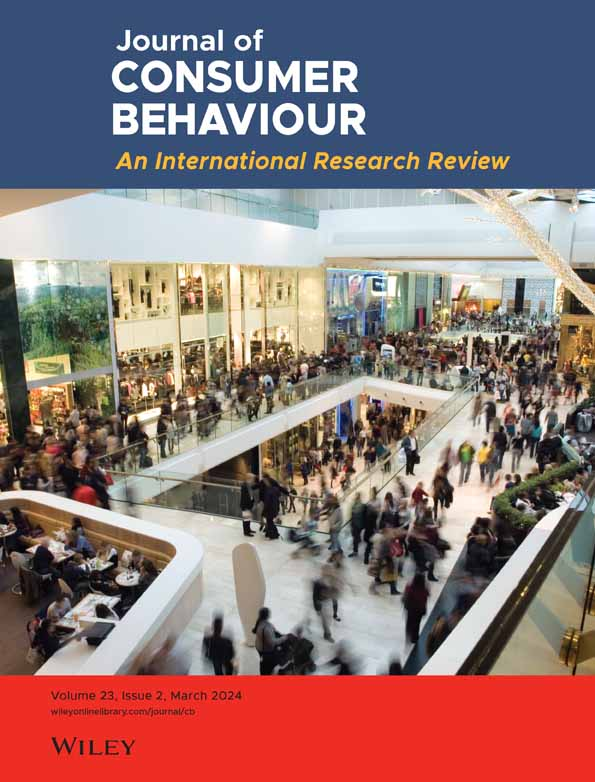 Journal of
CONSUMER
BEHAVIOUR
An International Research Review
Volume 23, Issue 2, March 2024
wileyonlinelibrary.com/journal/cb
WILEY